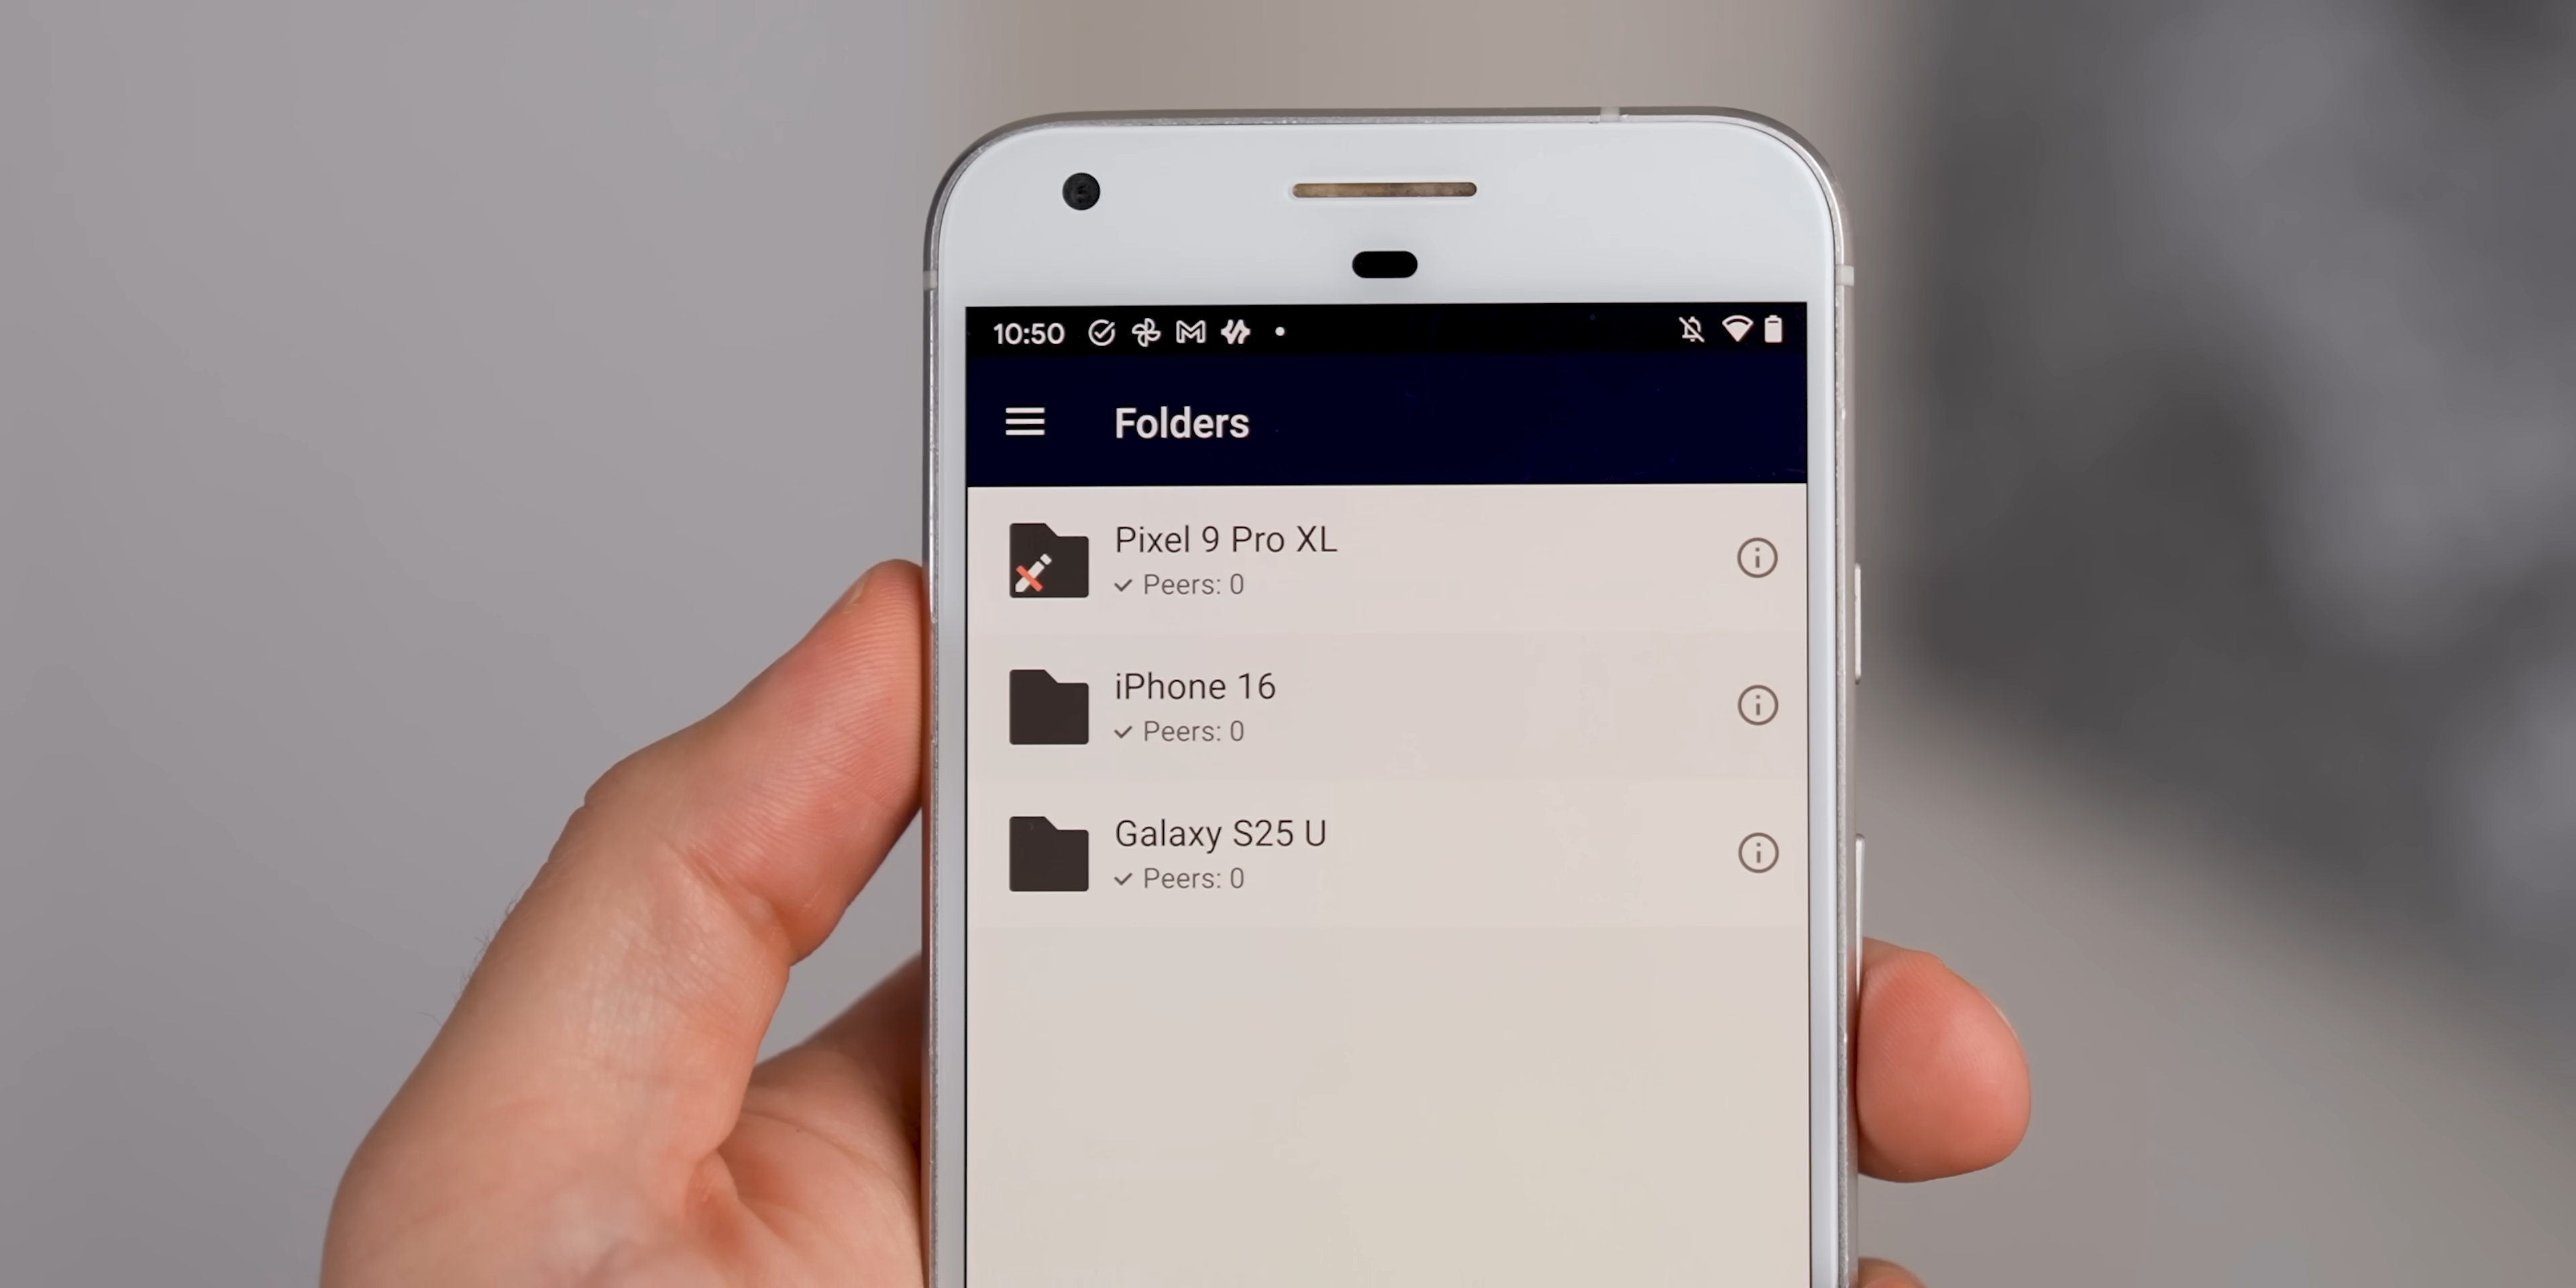 10:50
Folders
Pixel 9 Pro XL
Peers: 0
iPhone 16
Peers: 0
Galaxy S25 U
Peers: 0